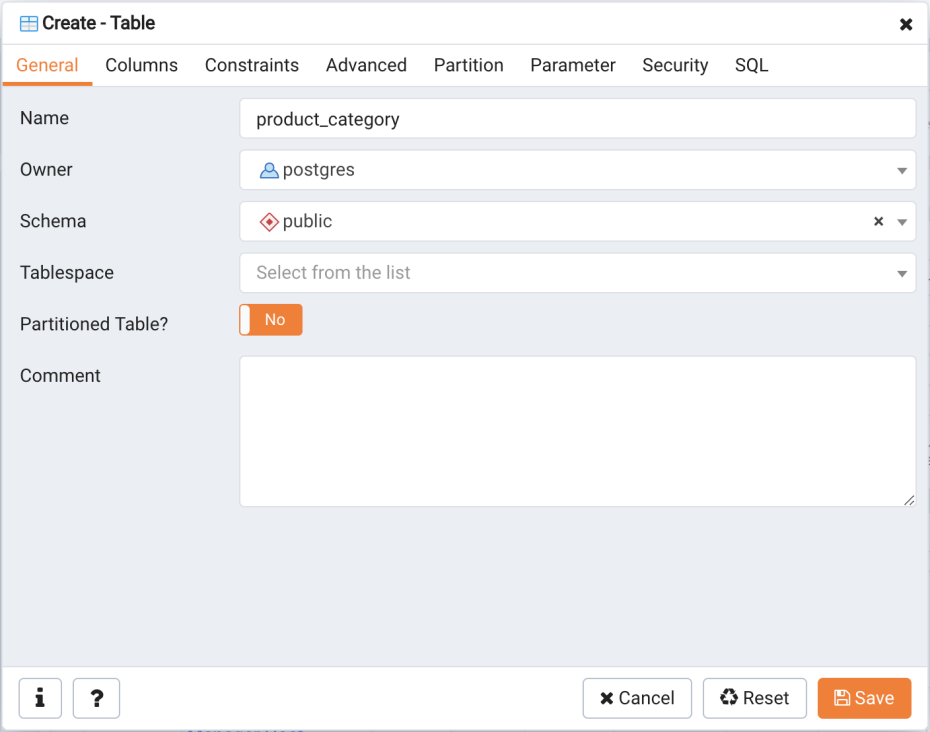 Create - Table
General Columns Constraints Advanced Partition Parameter Security SQL
Name product_category
Owner postgres
Schema public
Tablespace Select from the list
Partitioned Table? No
Comment
Cancel Reset Save